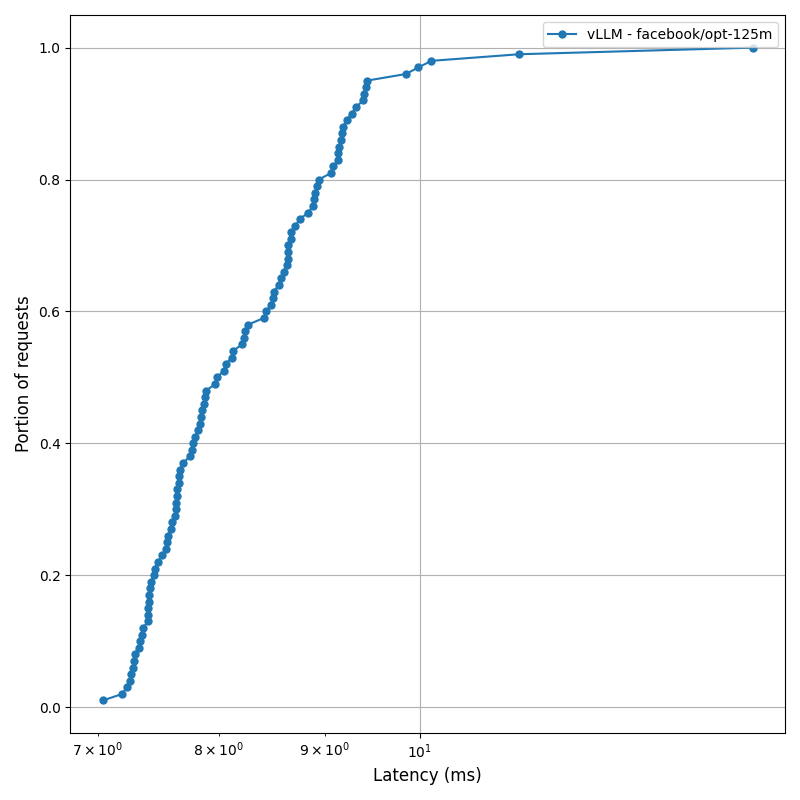 vLLM - facebook/opt-125m
1.0
0.8
0.6
0.4
0.2
0.0
Portion of requests
7 × 10⁰
8 × 10⁰
9 × 10⁰
10¹
Latency (ms)